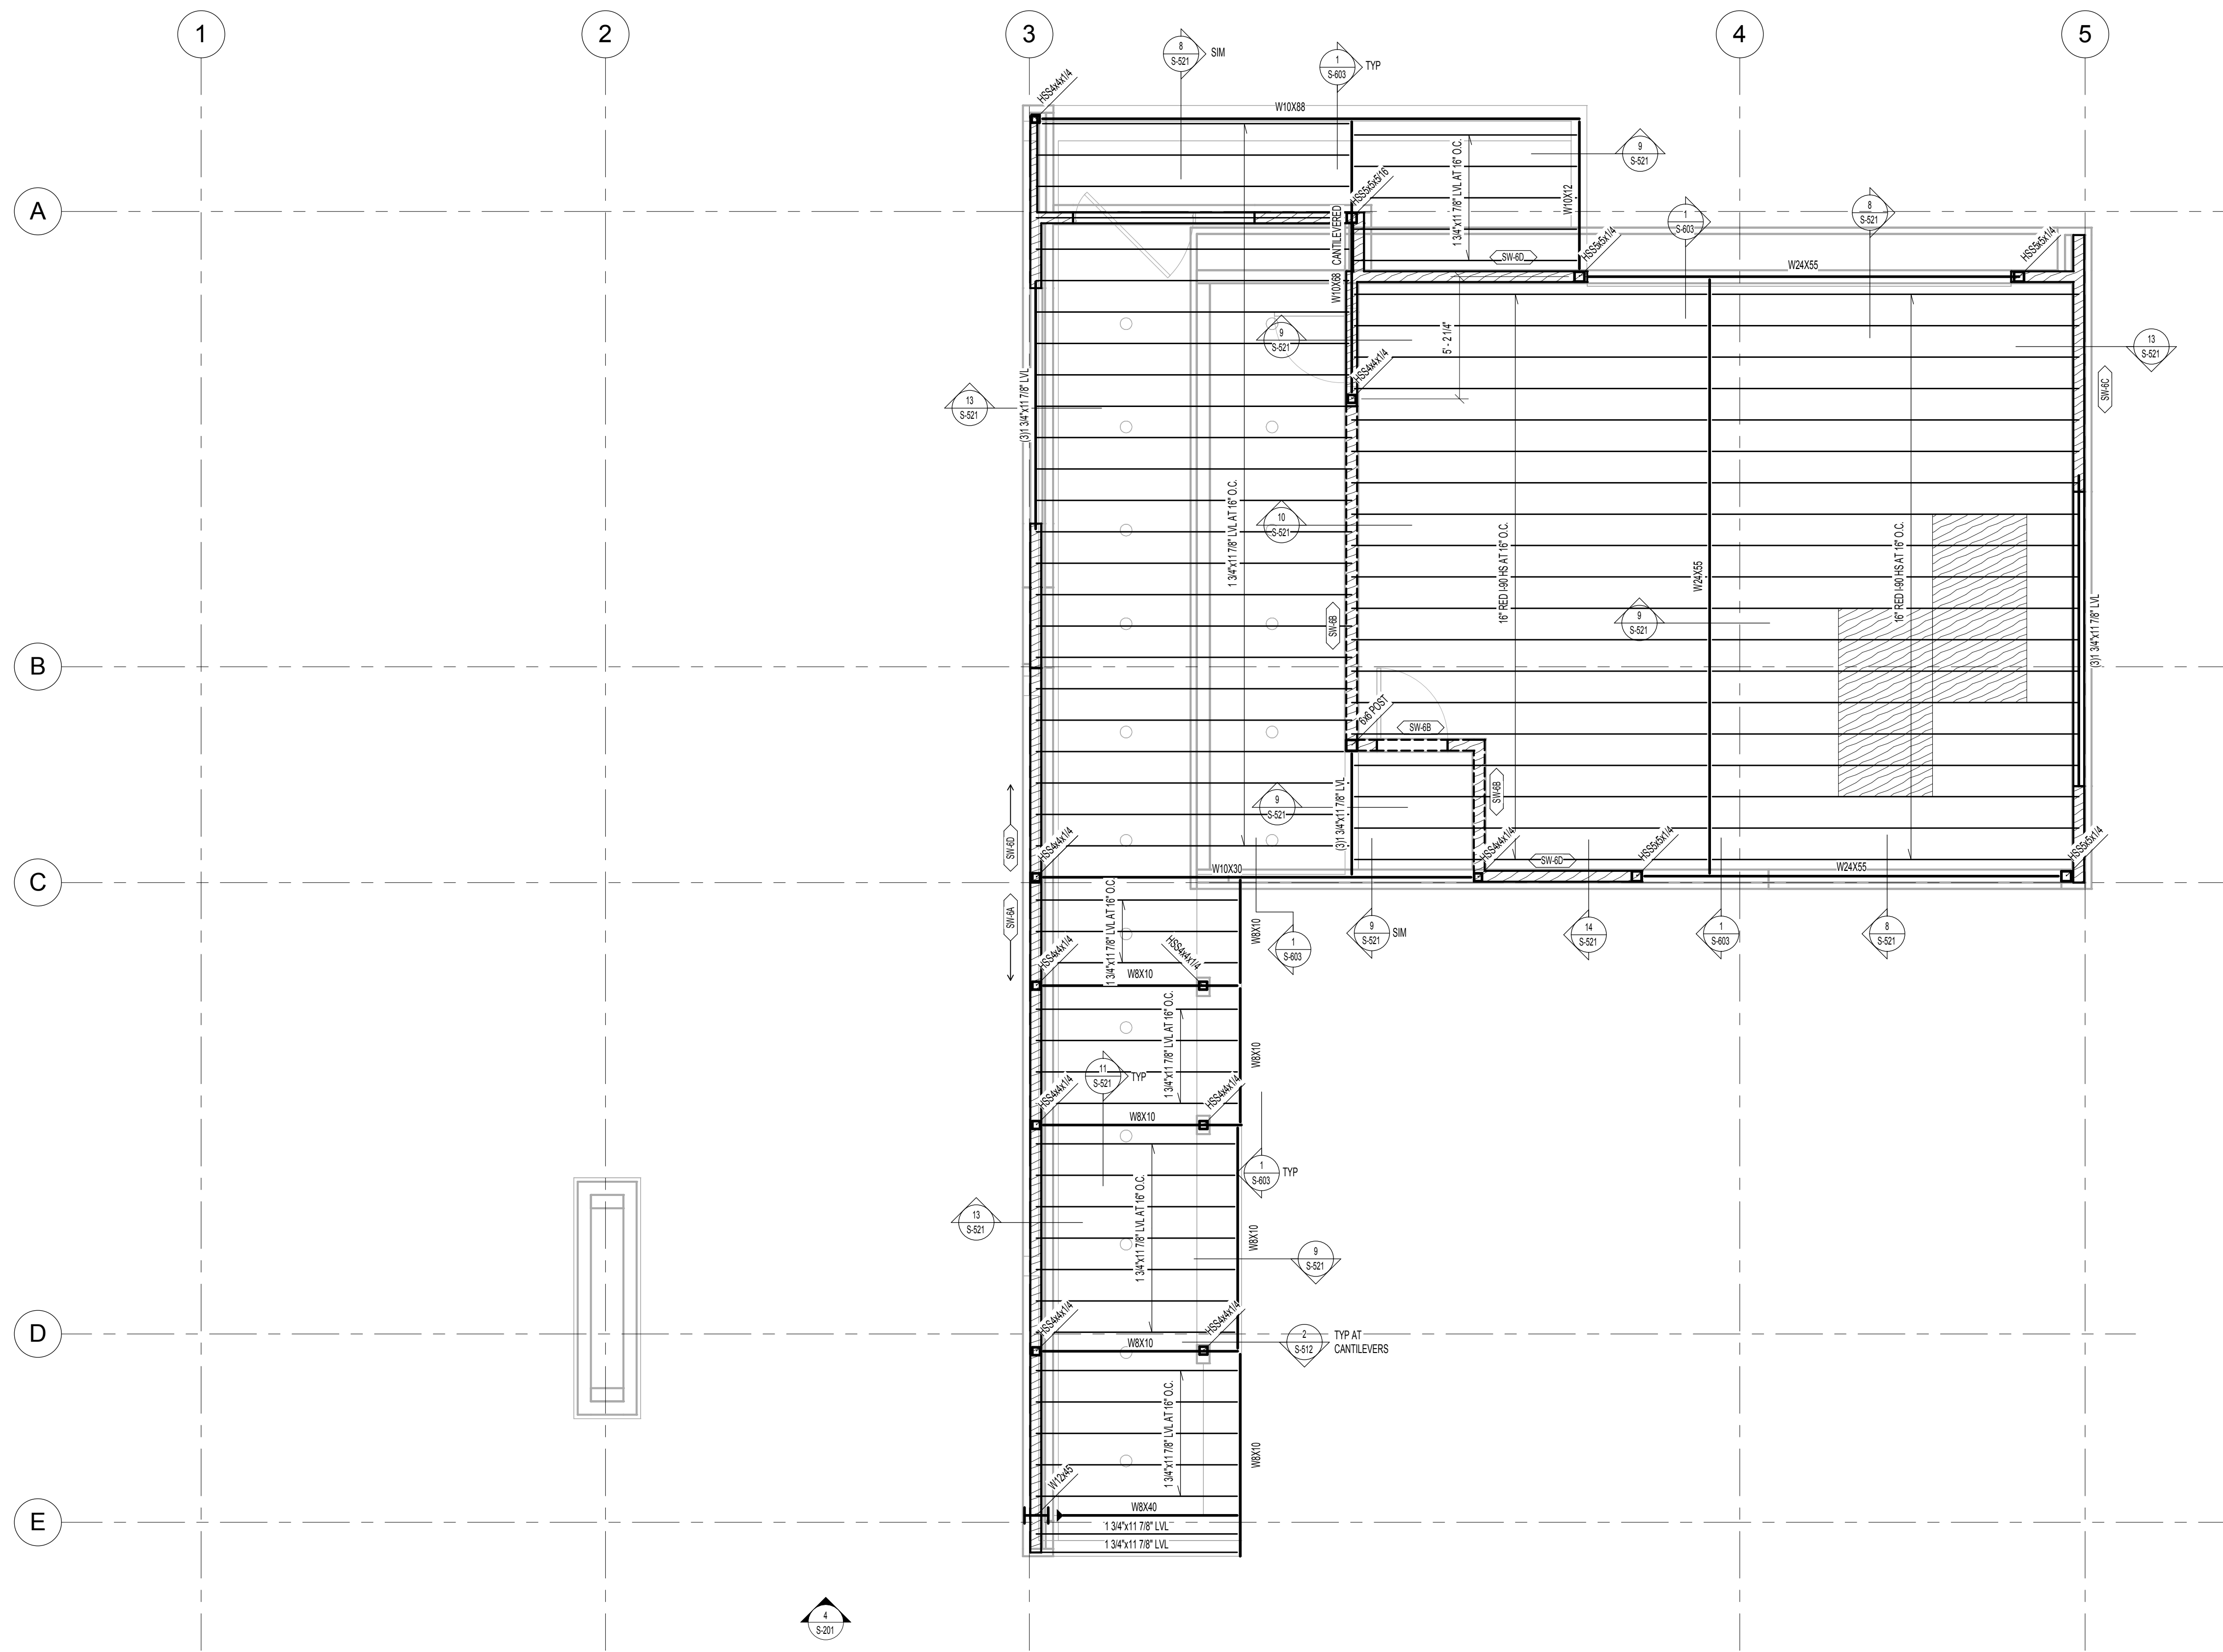 1
2
3
4
5
8
S-521
SIM
1
S-603
TYP
HSS4x4x1/4
W10X88
9
S-521
1 3/4"x11 7/8" LVL AT 16" O.C.
HSS5x5x5/16
W10X12
A
CANTILEVERED
W10X68
SW-6D
1
S-603
8
S-521
HSS5x5x1/4
W24X55
HSS5x5x1/4
9
S-521
5' - 2 1/4"
HSS4x4x1/4
13
S-521
SW-6C
13
S-521
(3)1 3/4"x11 7/8" LVL
1 3/4"x11 7/8" LVL AT 16" O.C.
10
S-521
16" RED I-90 HS AT 16" O.C.
W24X55
16" RED I-90 HS AT 16" O.C.
SW-6B
9
S-521
(3)1 3/4"x11 7/8" LVL
B
6x6 POST
SW-6B
SW-6B
9
S-521
(3)1 3/4"x11 7/8" LVL
SW-6D
HSS4x4x1/4
HSS4x4x1/4
SW-6D
HSS5x5x1/4
W24X55
HSS5x5x1/4
C
W10X30
SW-6A
1 3/4"x11 7/8" LVL AT 16" O.C.
W8X10
1
S-603
9
S-521
SIM
14
S-521
1
S-603
8
S-521
HSS4x4x1/4
HSS4x4x1/4
W8X10
1 3/4"x11 7/8" LVL AT 16" O.C.
W8X10
11
S-521
TYP
HSS4x4x1/4
HSS4x4x1/4
W8X10
1
S-603
TYP
13
S-521
1 3/4"x11 7/8" LVL AT 16" O.C.
W8X10
9
S-521
HSS4x4x1/4
HSS4x4x1/4
D
W8X10
2
S-512
TYP AT
CANTILEVERS
1 3/4"x11 7/8" LVL AT 16" O.C.
W8X10
W12x45
W8X40
E
1 3/4"x11 7/8" LVL
1 3/4"x11 7/8" LVL
4
S-201